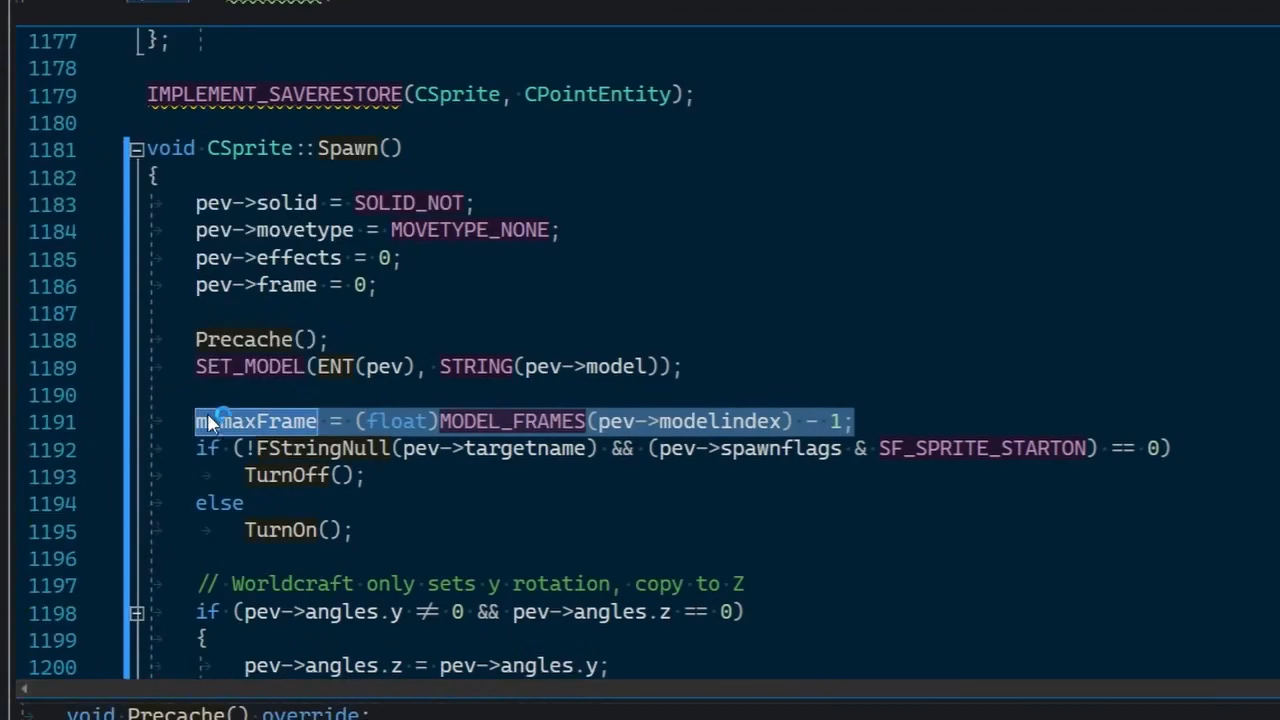 1177 };
1178
1179 IMPLEMENT_SAVERESTORE(CSprite, CPointEntity);
1180
1181 void CSprite::Spawn()
1182 {
1183 pev->solid = SOLID_NOT;
1184 pev->movetype = MOVETYPE_NONE;
1185 pev->effects = 0;
1186 pev->frame = 0;
1187
1188 Precache();
1189 SET_MODEL(ENT(pev), STRING(pev->model));
1190
1191 m_maxFrame = (float)MODEL_FRAMES(pev->modelindex) - 1;
1192 if (!FStringNull(pev->targetname) && (pev->spawnflags & SF_SPRITE_STARTON) == 0)
1193 TurnOff();
1194 else
1195 TurnOn();
1196
1197 // Worldcraft only sets y rotation, copy to Z
1198 if (pev->angles.y ≠ 0 && pev->angles.z == 0)
1199 {
1200 pev->angles.z = pev->angles.y;
void Precache() override;